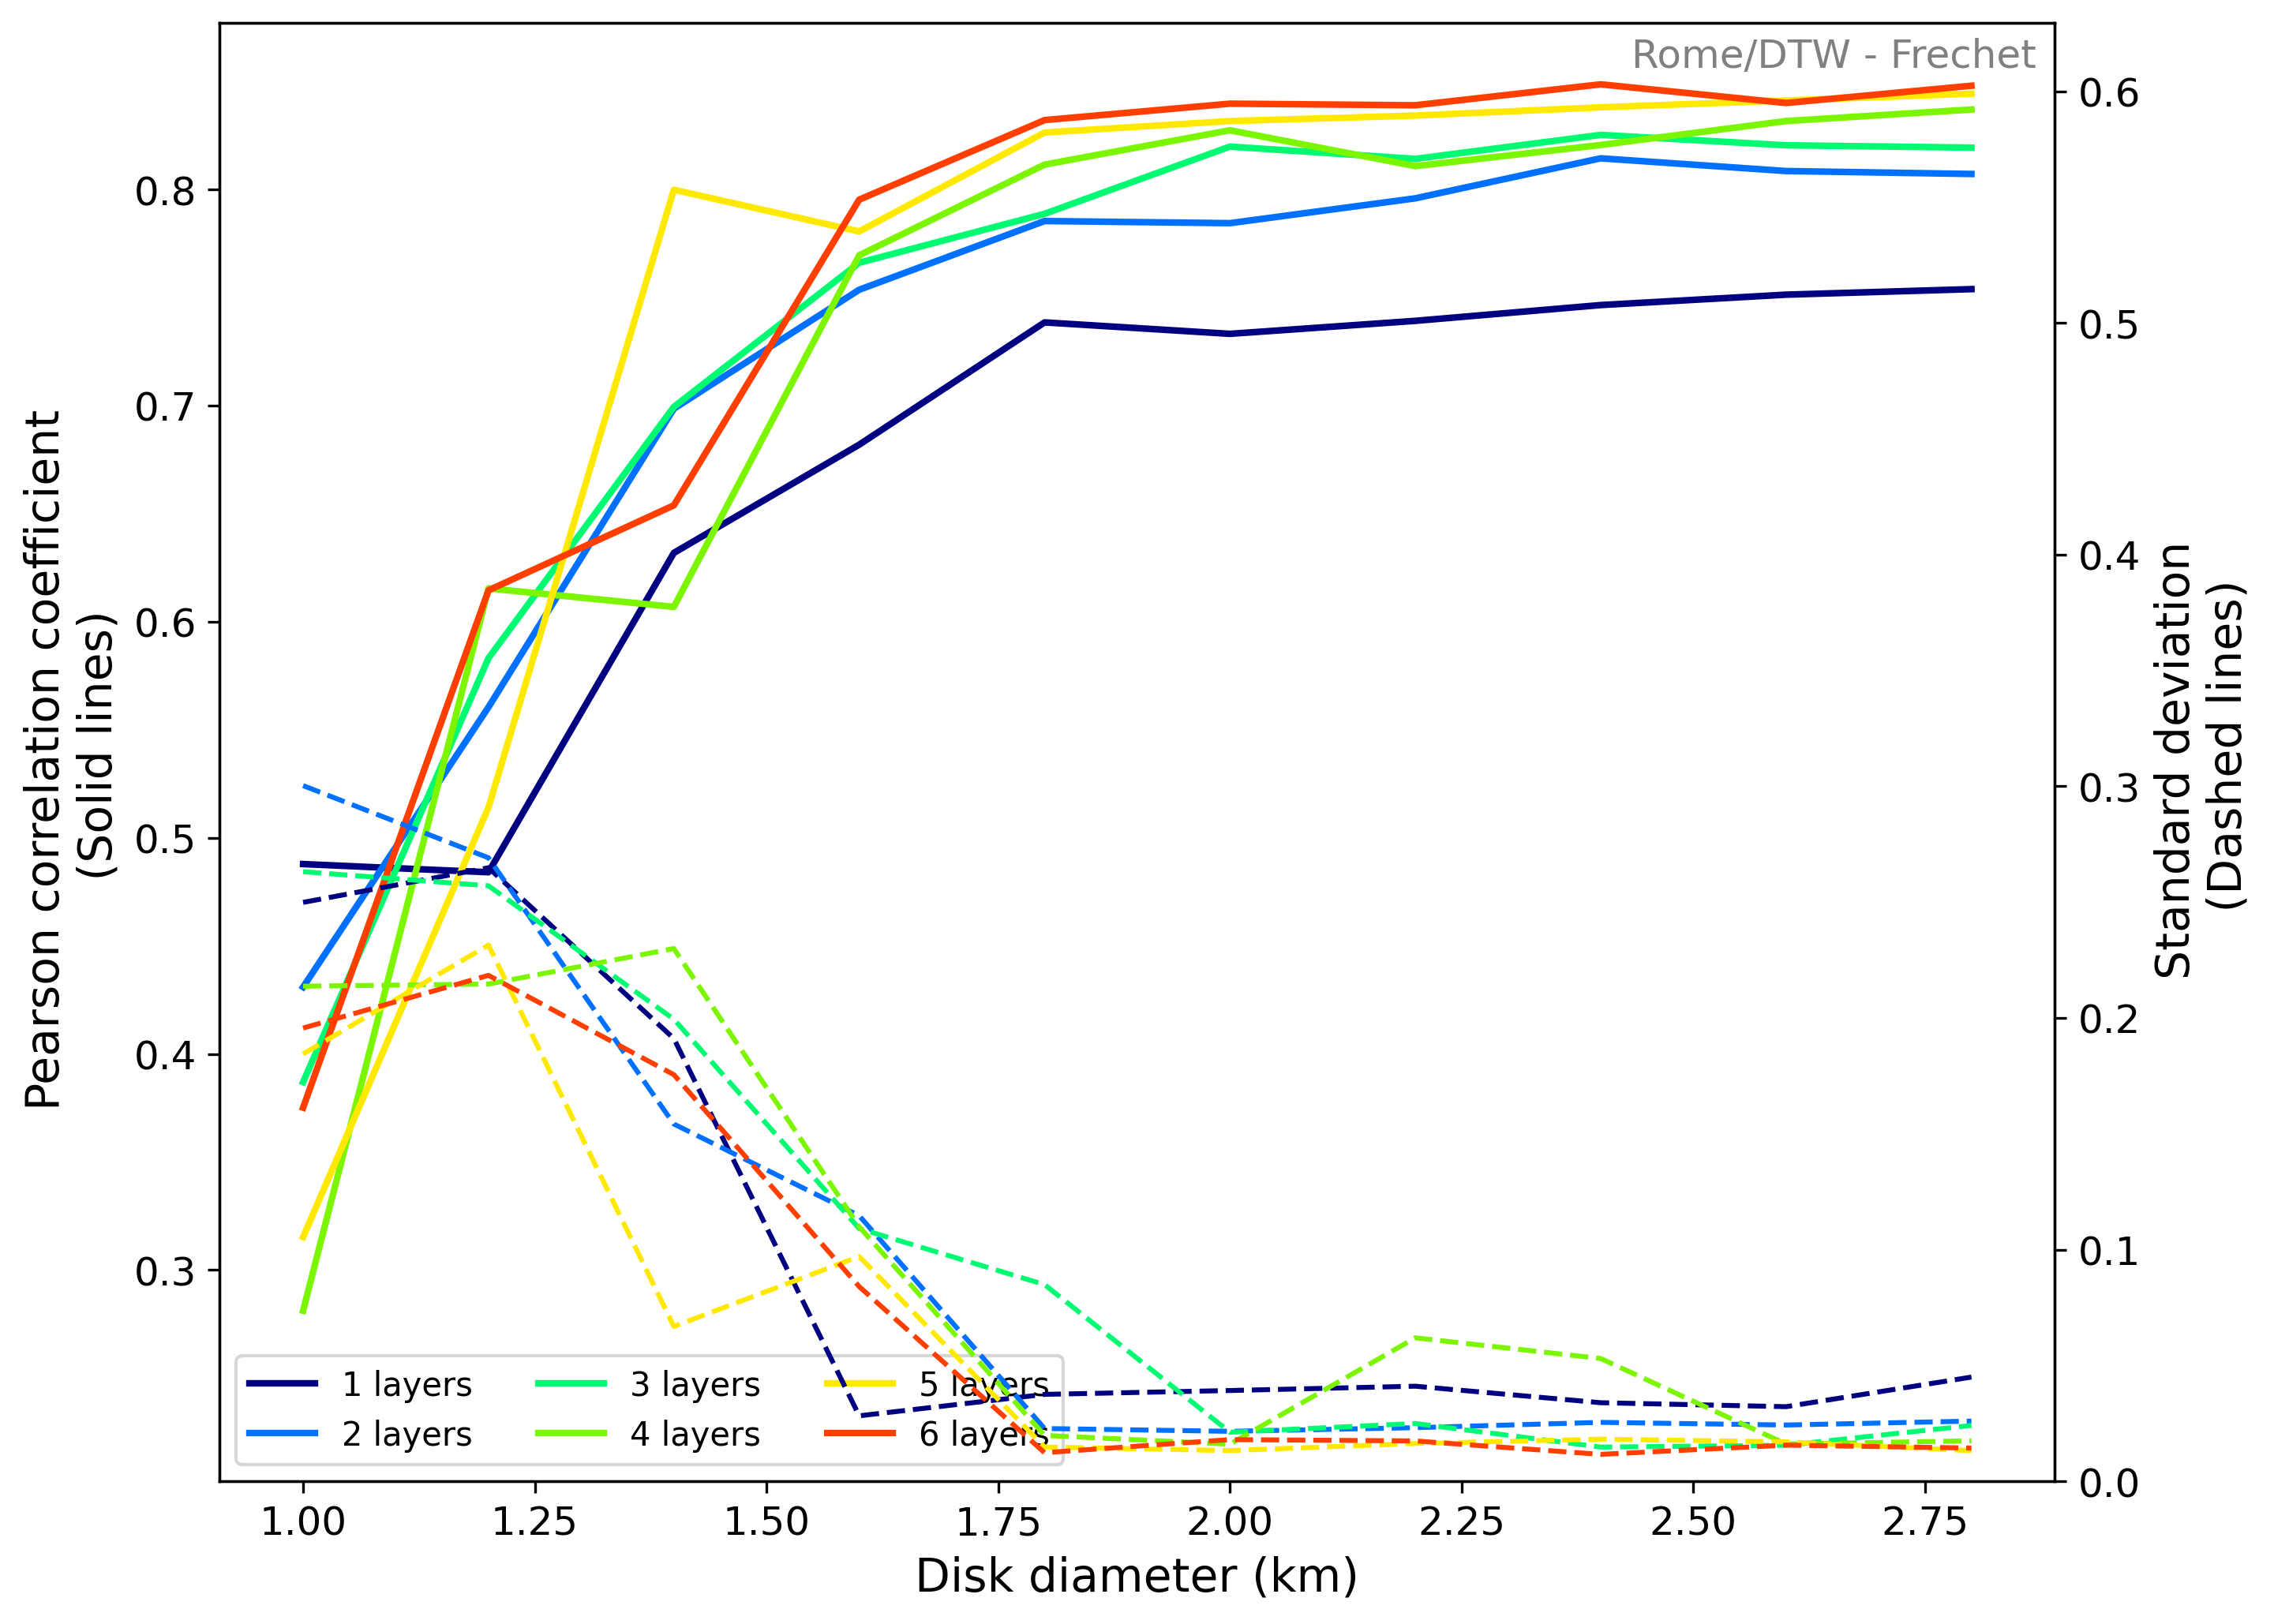 Rome/DTW - Frechet
Pearson correlation coefficient
(Solid lines)
0.8
0.7
0.6
0.5
0.4
0.3
0.6
0.5
0.4
0.3
0.2
0.1
0.0
Standard deviation
(Dashed lines)
1 layers
3 layers
5 layers
2 layers
4 layers
6 layers
1.00
1.25
1.50
1.75
2.00
2.25
2.50
2.75
Disk diameter (km)